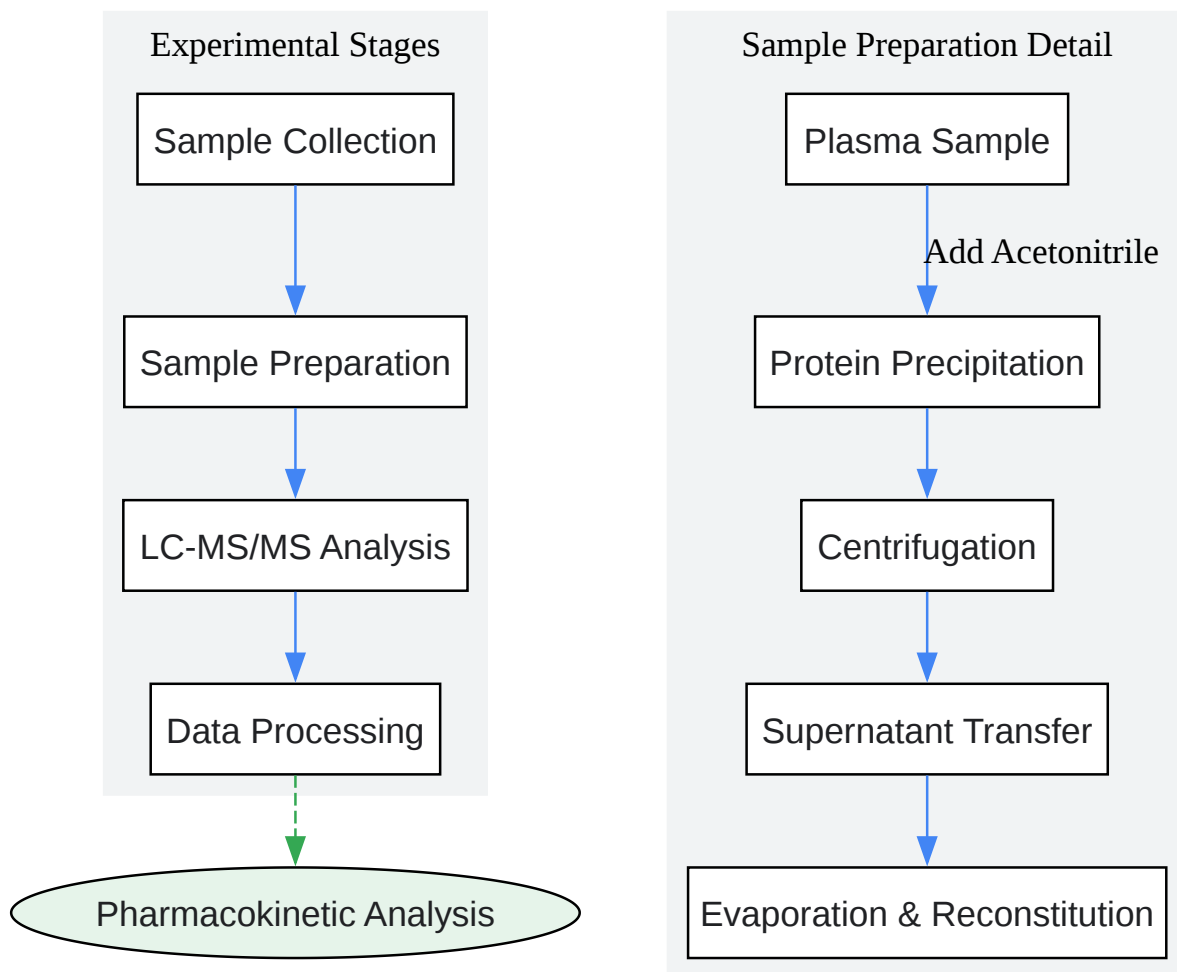 Experimental Stages
Sample Collection
Sample Preparation
LC-MS/MS Analysis
Data Processing
Pharmacokinetic Analysis
Sample Preparation Detail
Plasma Sample
Add Acetonitrile
Protein Precipitation
Centrifugation
Supernatant Transfer
Evaporation & Reconstitution